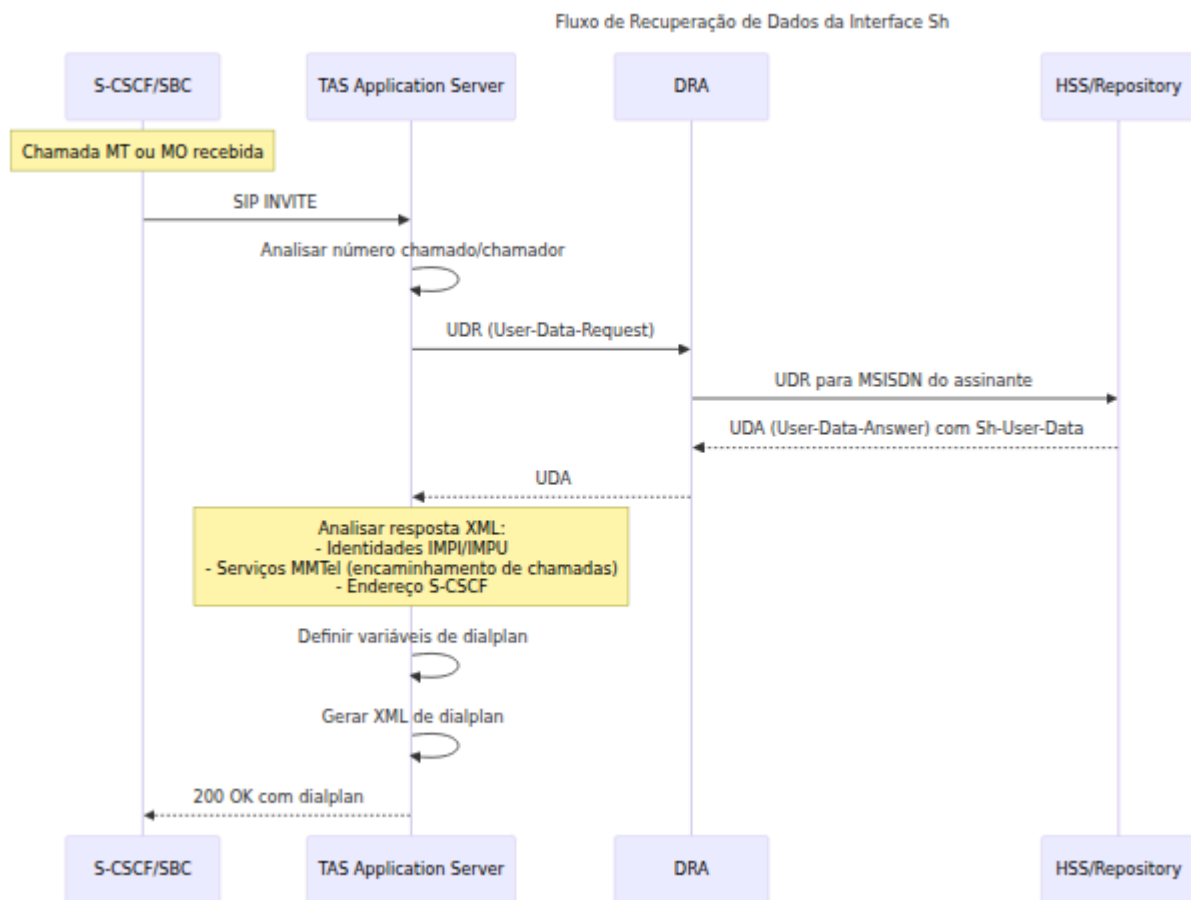 Fluxo de Recuperação de Dados da Interface Sh
S-CSCF/SBC
TAS Application Server
DRA
HSS/Repository
Chamada MT ou MO recebida
SIP INVITE
Analisar número chamado/chamador
UDR (User-Data-Request)
UDR para MSISDN do assinante
UDA (User-Data-Answer) com Sh-User-Data
UDA
Analisar resposta XML:
- Identidades IMPI/IMPU
- Serviços MMTel (encaminhamento de chamadas)
- Endereço S-CSCF
Definir variáveis de dialplan
Gerar XML de dialplan
200 OK com dialplan
S-CSCF/SBC
TAS Application Server
DRA
HSS/Repository